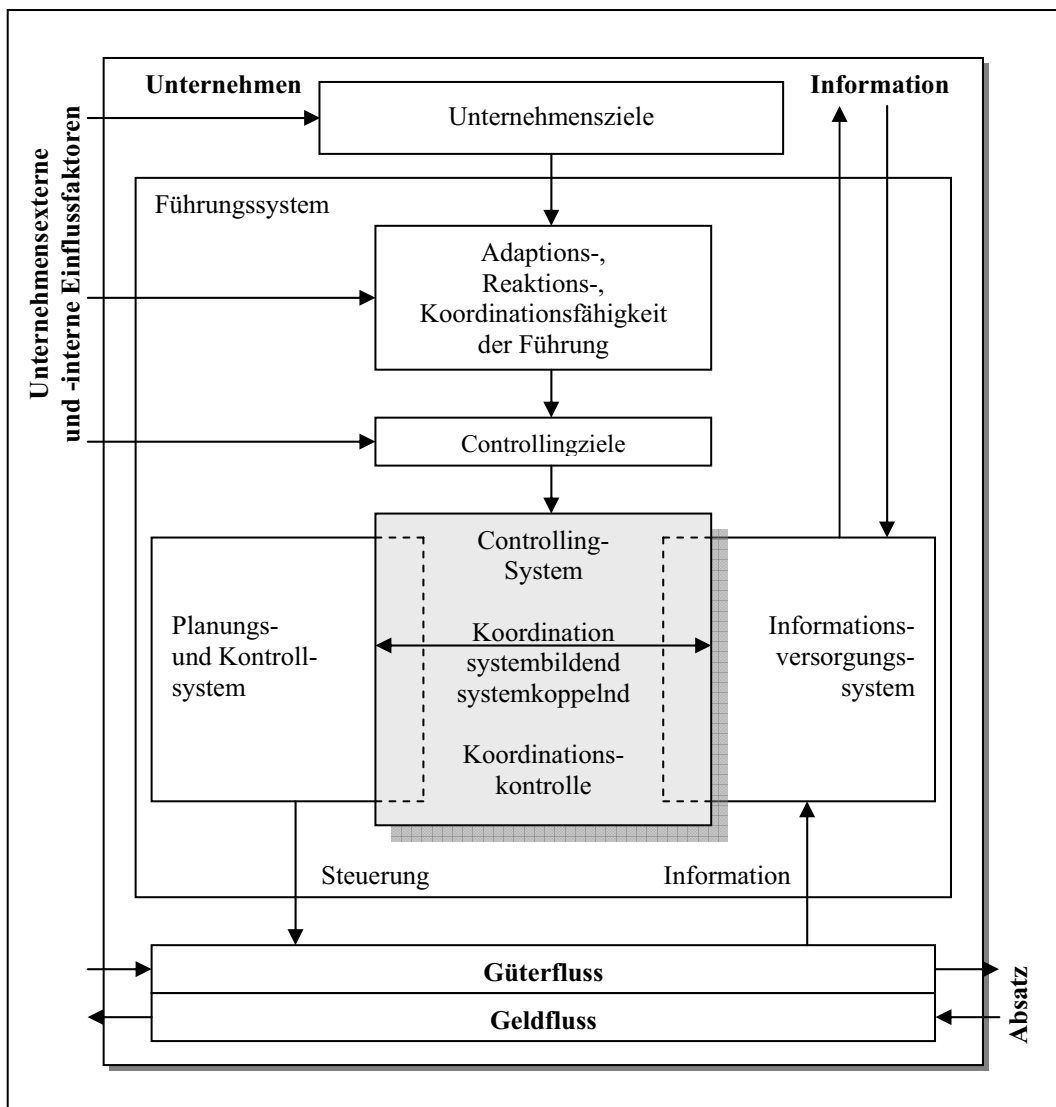 Unternehmen
Information
Unternehmensziele
Unternehmensexterne
und -interne Einflussfaktoren
Führungssystem
Adaptions-,
Reaktions-,
Koordinationsfähigkeit
der Führung
Controllingziele
Controlling-
System
Planungs-
und Kontroll-
system
Koordination
systembildend
systemkoppelnd
Informations-
versorgungs-
system
Koordinations-
kontrolle
Steuerung
Information
Güterfluss
Geldfluss
Absatz